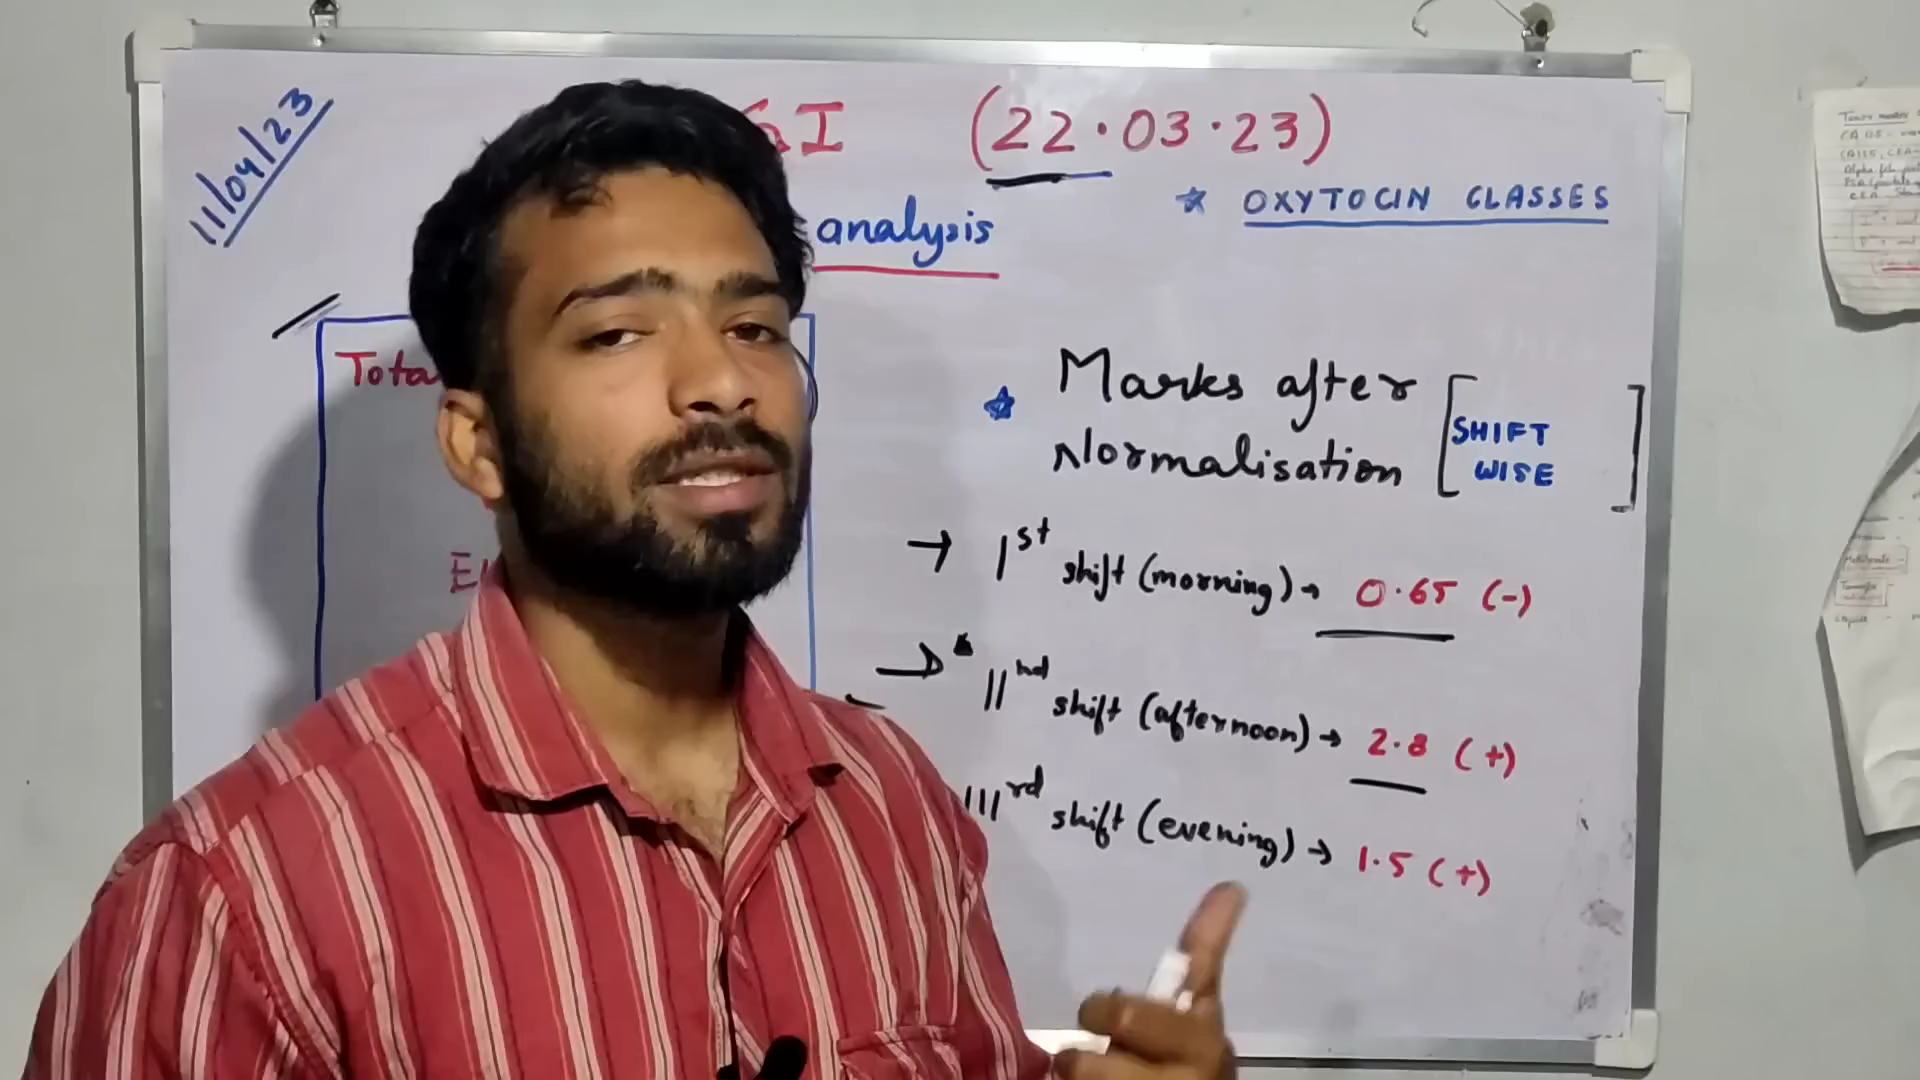 11/04/23
GI (22.03.23)
analysis
★ OXYTOCIN CLASSES
Tota
★ Marks after
Normalisation
[SHIFT
WISE]
→ Ist shift (morning) → 0.65 (-)
→ IInd shift (afternoon) → 2.8 (+)
IIIrd shift (evening) → 1.5 (+)